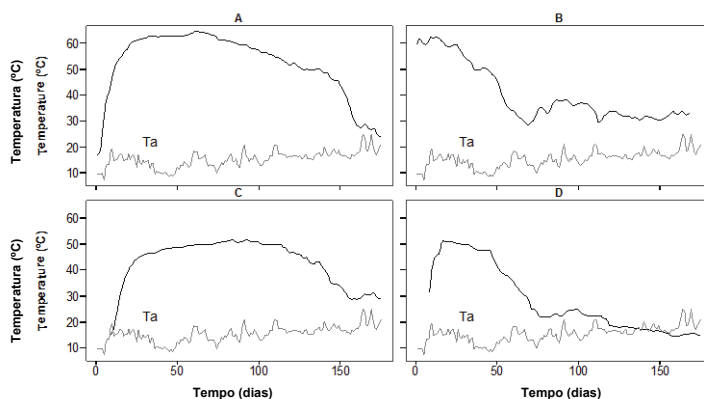 A B
Temperatura (ºC)
Temperature (ºC)
60
50
40
30
20
10
Ta Ta
C D
Temperatura (ºC)
Temperature (ºC)
60
50
40
30
20
10
Ta Ta
0 50 100 150 0 50 100 150
Tempo (dias) Tempo (dias)